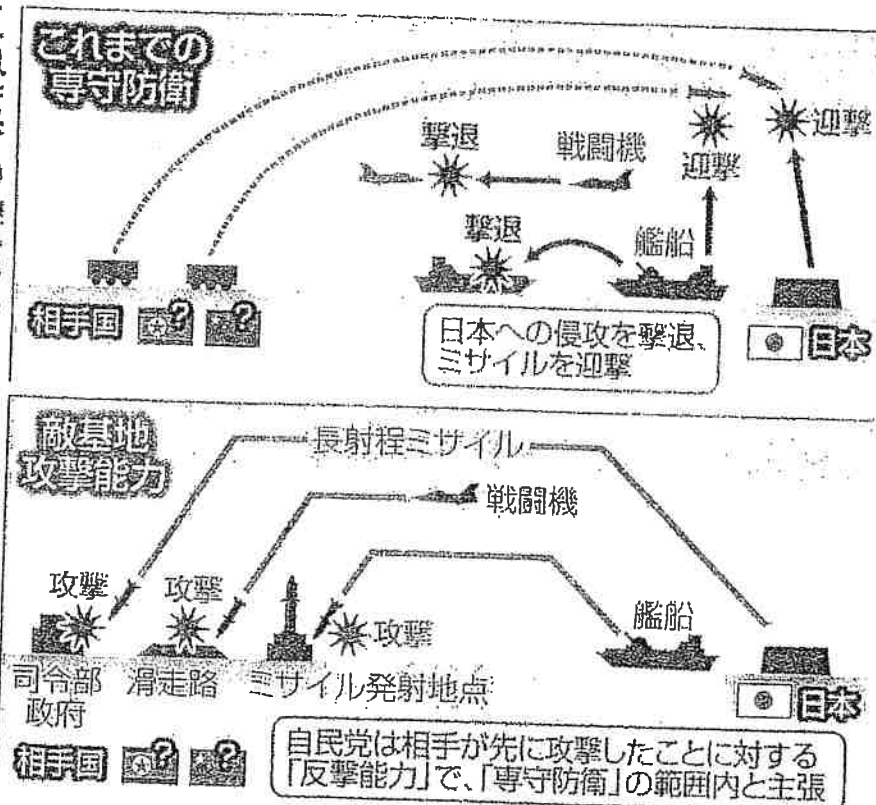 これまでの
専守防衛
迎撃
撃退
戦闘機
迎撃
撃退
艦船
相手国
?
?
日本への侵攻を撃退、
ミサイルを迎撃
日本
敵基地
攻撃能力
長射程ミサイル
戦闘機
攻撃
攻撃
攻撃
艦船
司令部
政府
滑走路
ミサイル発射地点
日本
相手国
?
?
自民党は相手が先に攻撃したことに対する
「反撃能力」で、「専守防衛」の範囲内と主張